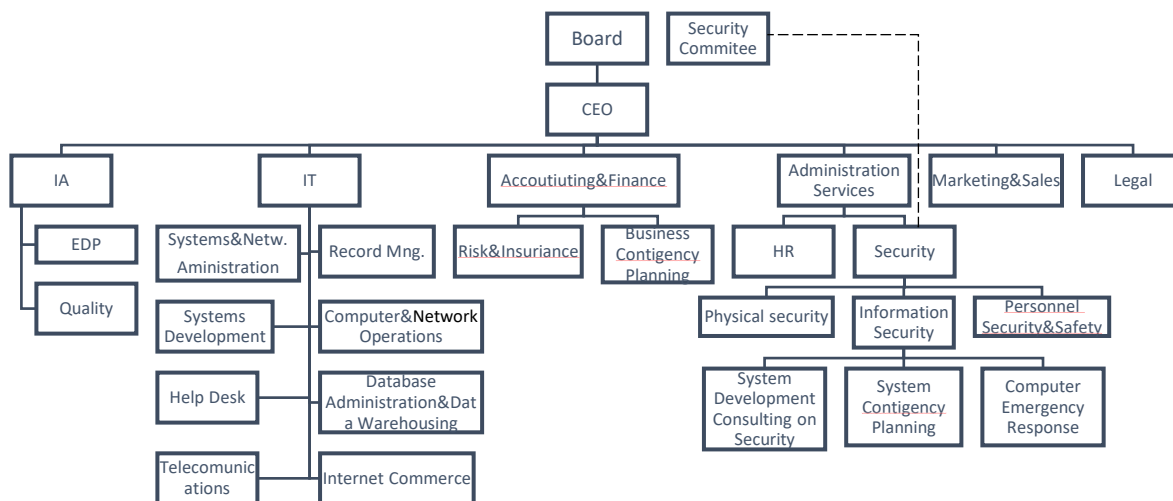 Board
Security
Commitee
CEO
IA
IT
Accoutiuting&Finance
Administration
Services
Marketing&Sales
Legal
EDP
Quality
Systems&Netw.
Aministration
Record Mng.
Systems
Development
Computer&Network
Operations
Help Desk
Database
Administration&Dat
a Warehousing
Telecomunic
ations
Internet Commerce
Risk&Insuriance
Business
Contigency
Planning
HR
Security
Physical security
Information
Security
Personnel
Security&Safety
System
Development
Consulting on
Security
System
Contigency
Planning
Computer
Emergency
Response